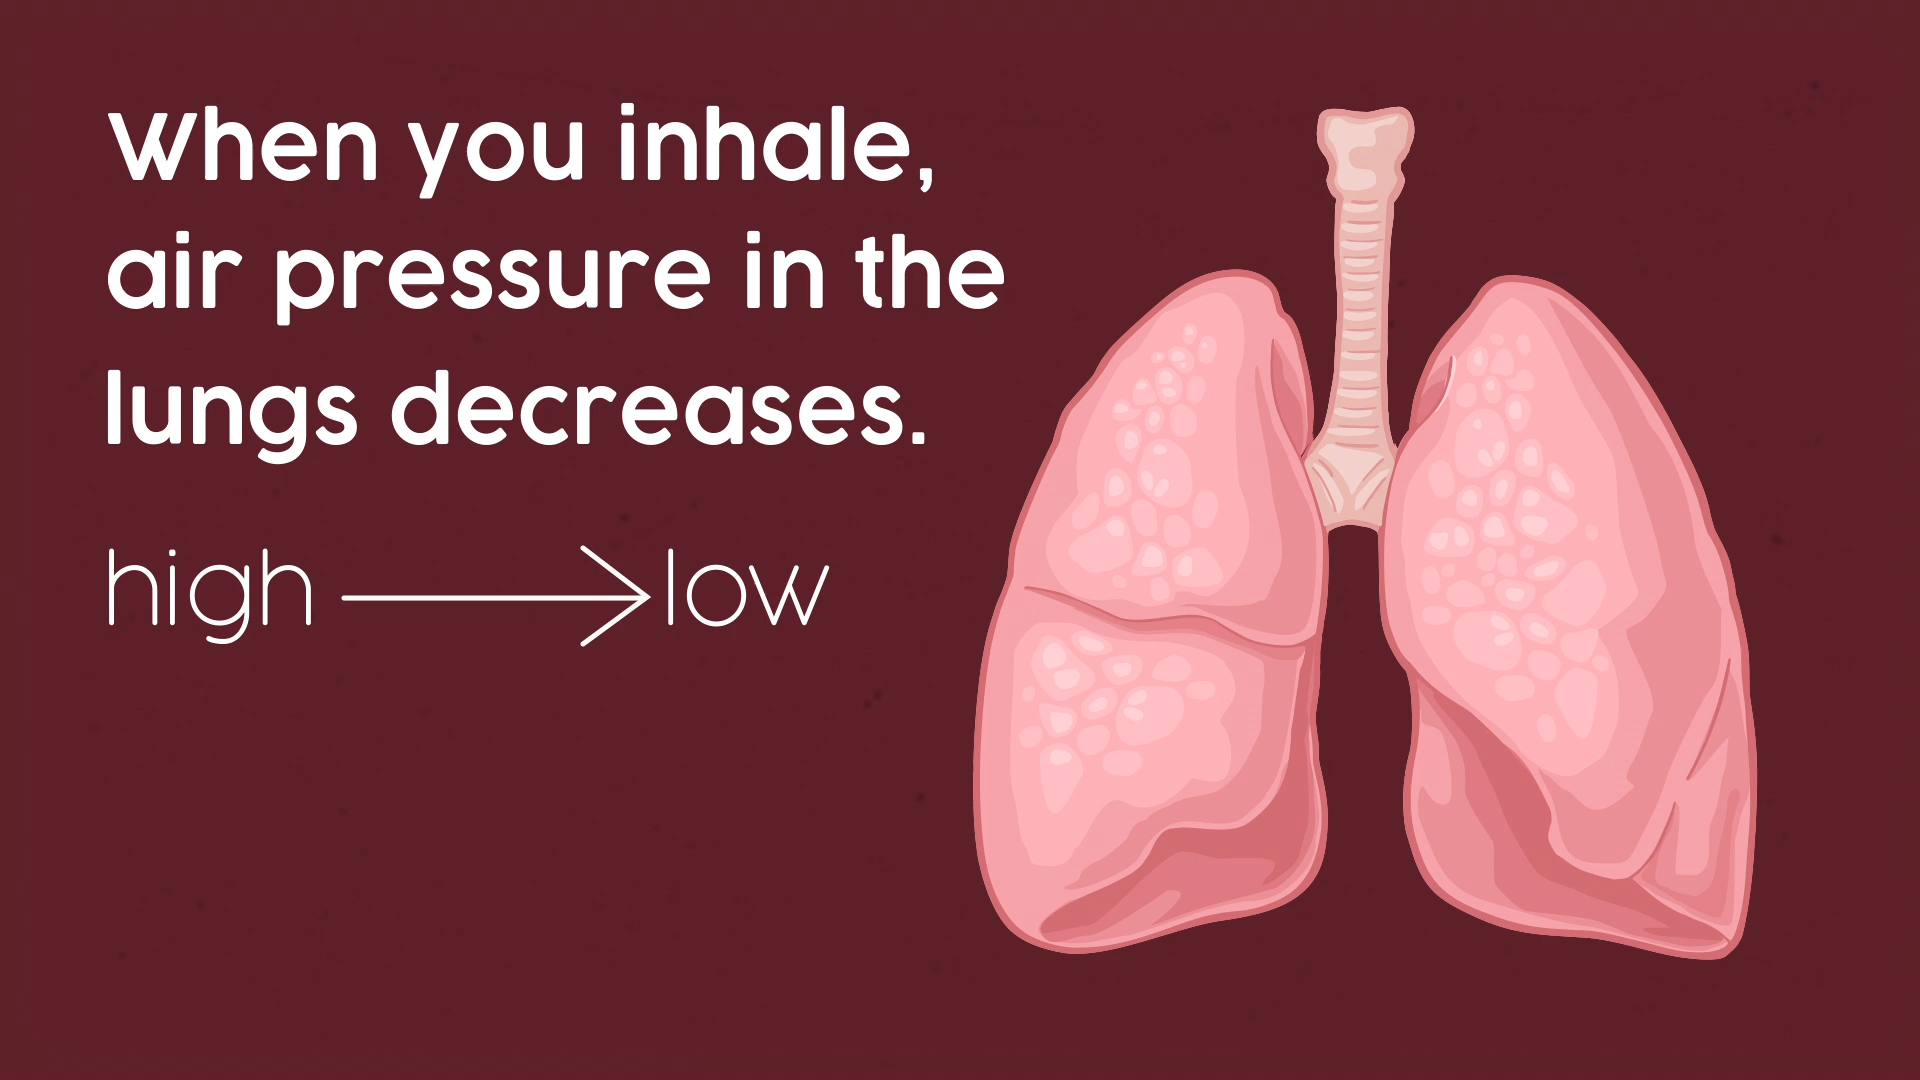 When you inhale,
air pressure in the
lungs decreases.
high → low